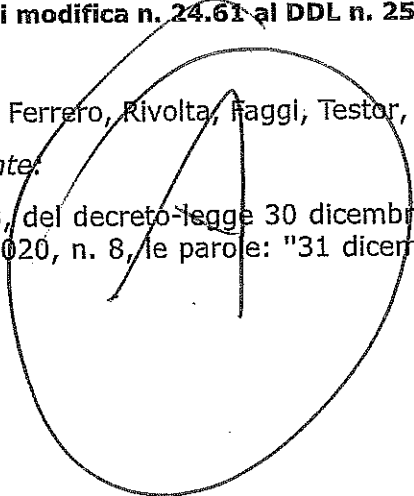 i modifica n. 24.61 al DDL n. 25
Ferrero, Rivolta, Faggi, Testor,
nte:
, del decreto-legge 30 dicembr
020, n. 8, le parole: "31 dicem
A